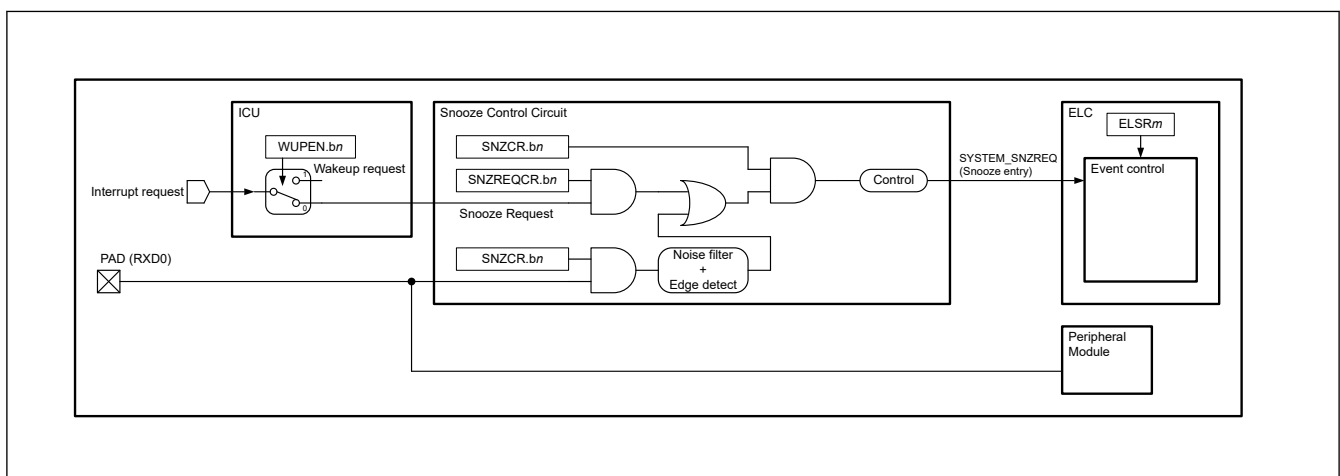 ICU
Snooze Control Circuit
ELC
ELSRm
WUPEN.bn
SNZCR.bn
Wakeup request
1
SYSTEM_SNZREQ
(Snooze entry)
Event control
Interrupt request
SNZREQCR.bn
Control
0
Snooze Request
PAD (RXD0)
SNZCR.bn
Noise filter
+
Edge detect
Peripheral
Module